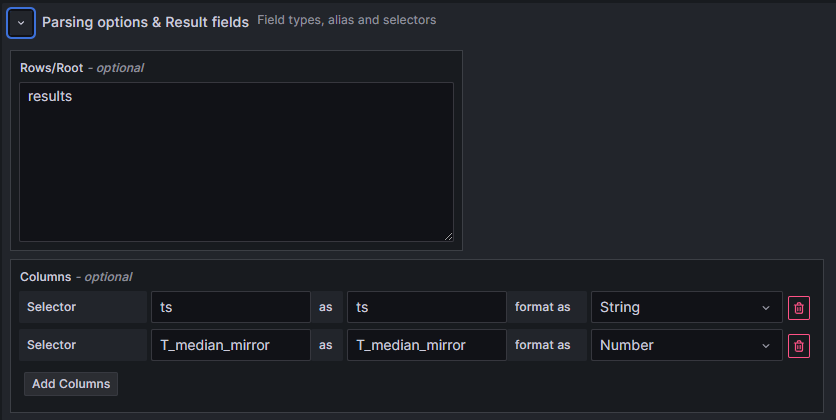 Parsing options & Result fields Field types, alias and selectors
Rows/Root - optional
results
Columns - optional
Selector ts as ts format as String
Selector T_median_mirror as T_median_mirror format as Number
Add Columns